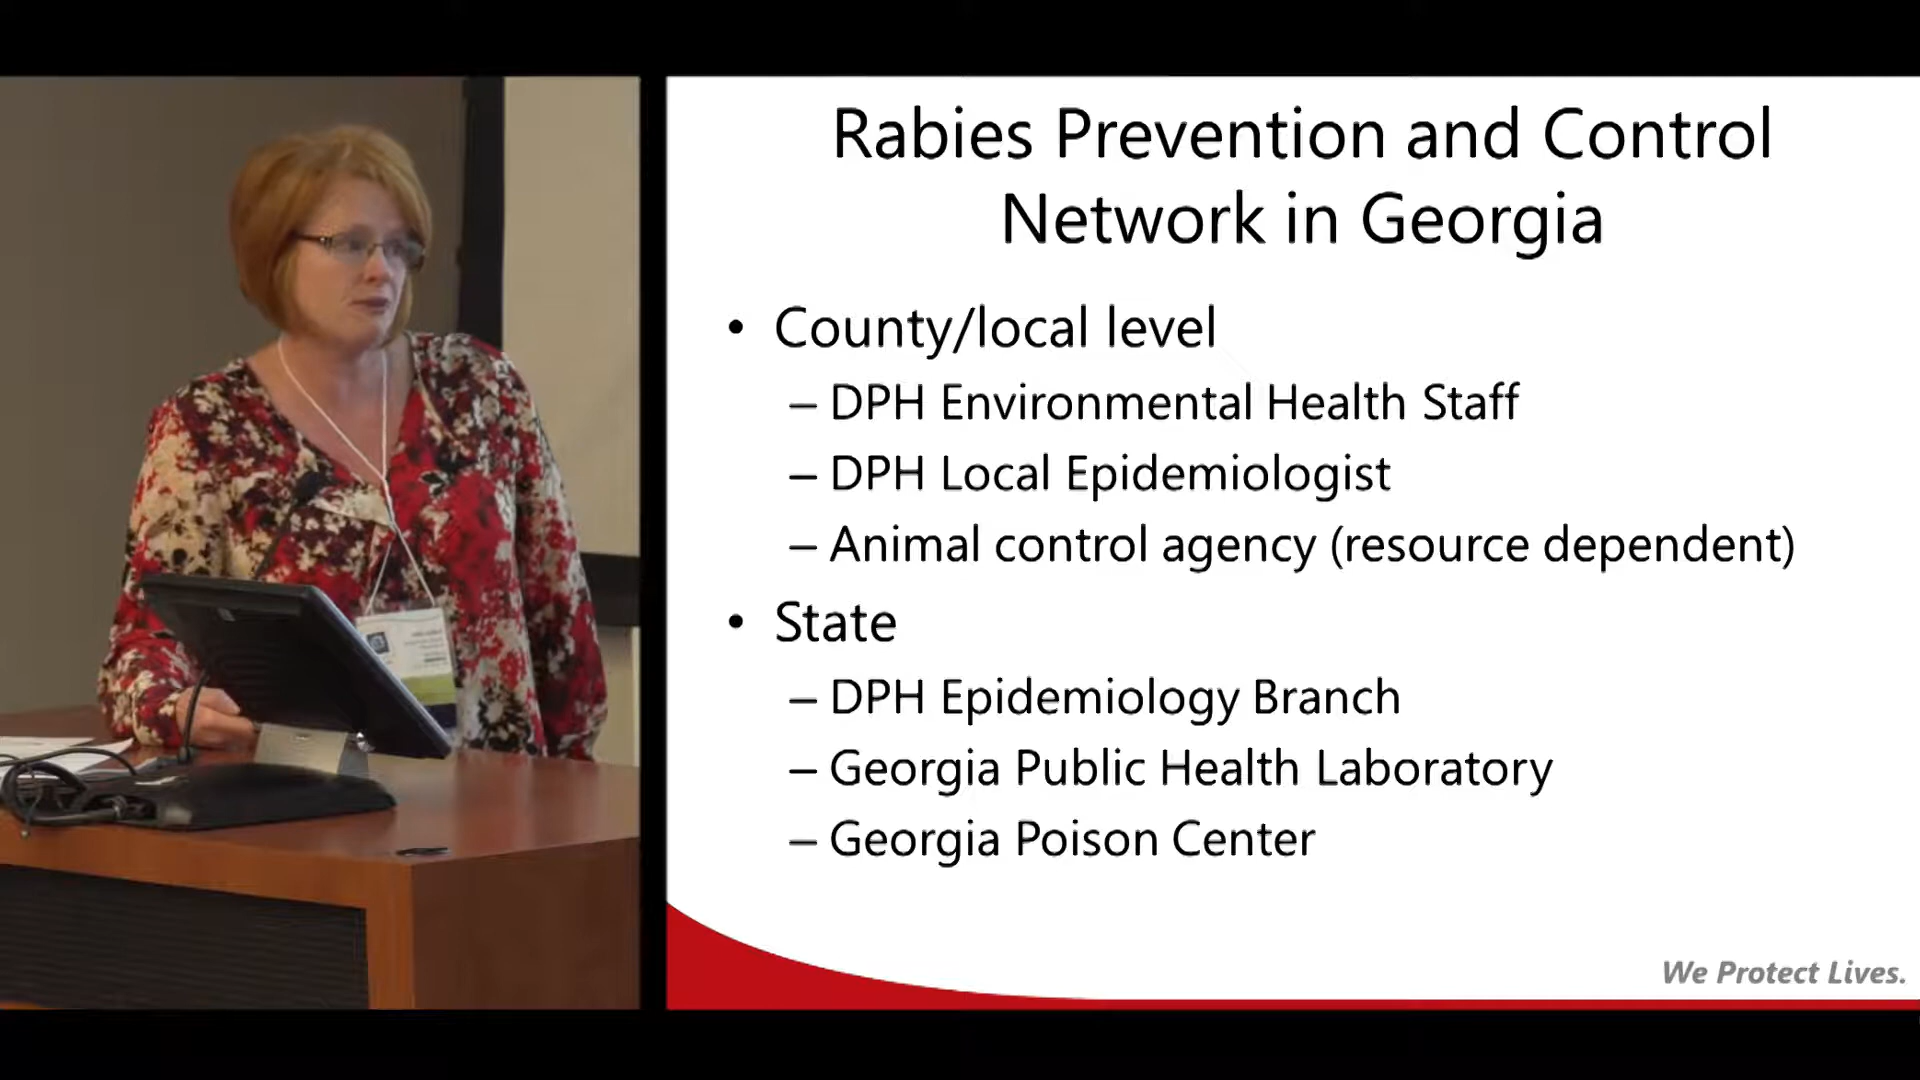 Rabies Prevention and Control
Network in Georgia
• County/local level
– DPH Environmental Health Staff
– DPH Local Epidemiologist
– Animal control agency (resource dependent)
• State
– DPH Epidemiology Branch
– Georgia Public Health Laboratory
– Georgia Poison Center
We Protect Lives.